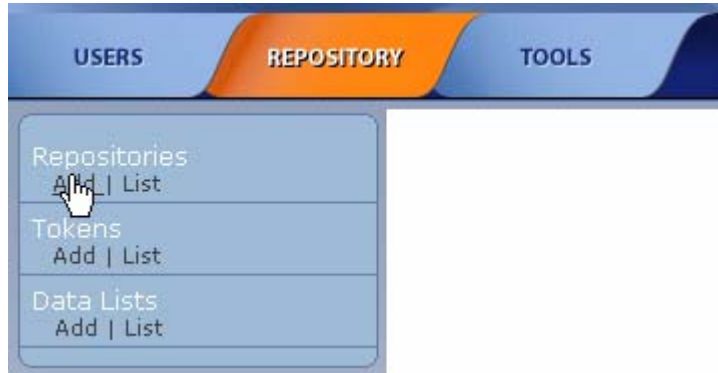 USERS REPOSITORY TOOLS
Repositories
Add | List
Tokens
Add | List
Data Lists
Add | List